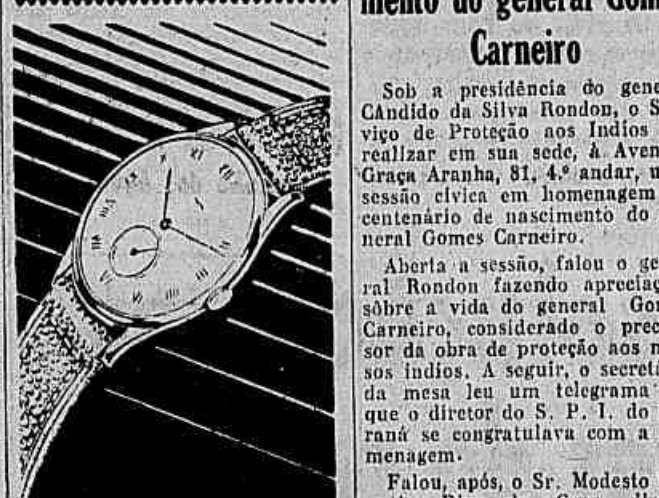 mento do general Gom
Carneiro
Sob a presidência do gene
Cândido da Silva Rondon, o S
viço de Proteção aos Indios
realizar em sua sede, à Aven
Graça Aranha, 81, 4.º andar, u
sessão cívica em homenagem
centenário de nascimento do
neral Gomes Carneiro.
Aberta a sessão, falou o ge
ral Rondon fazendo apreciaç
sôbre a vida do general Gom
Carneiro, considerado o prec
sor da obra de proteção aos n
sos indios. A seguir, o secretá
da mesa leu um telegrama
que o diretor do S. P. I. do
raná se congratulava com a
menagem.
Falou, após, o Sr. Modesto